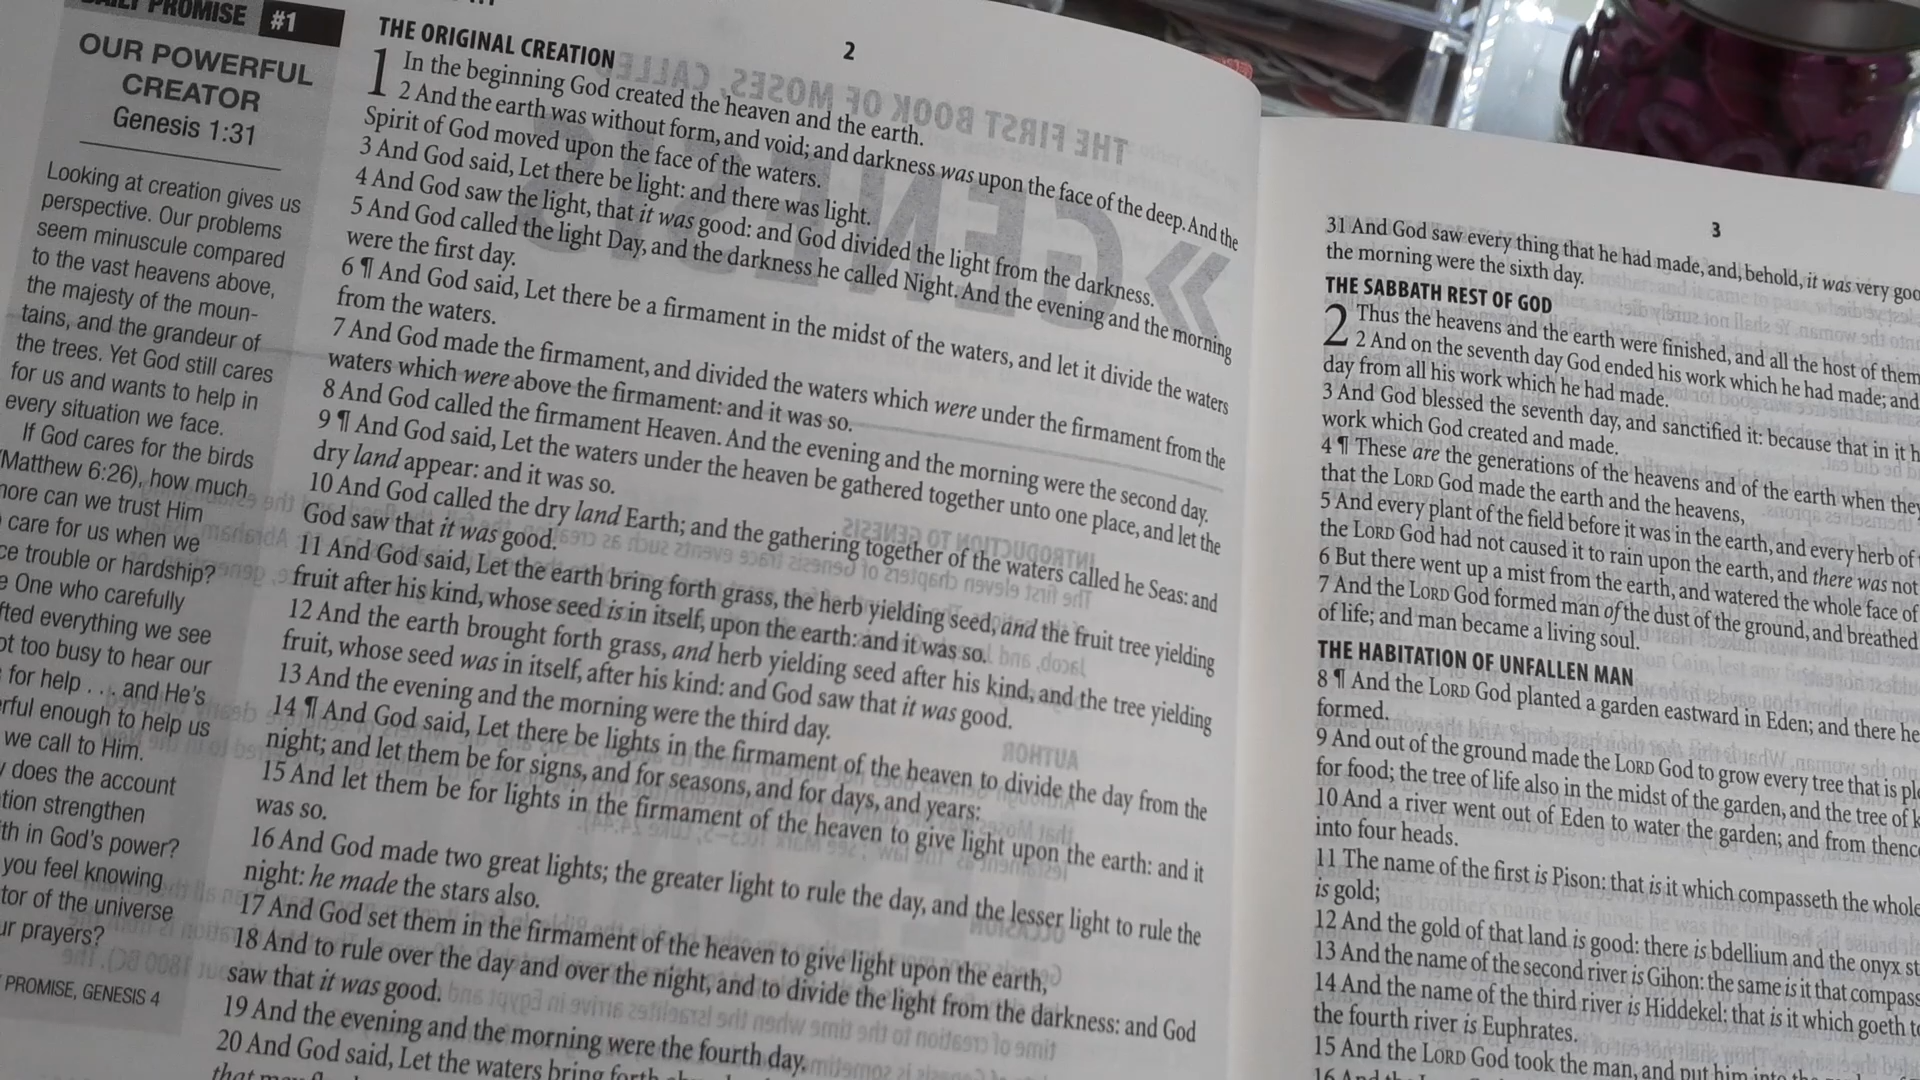 DAILY PROMISE #1
OUR POWERFUL
CREATOR
Genesis 1:31
Looking at creation gives us
perspective. Our problems
seem minuscule compared
to the vast heavens above,
the majesty of the moun-
tains, and the grandeur of
the trees. Yet God still cares
for us and wants to help in
every situation we face.
If God cares for the birds
(Matthew 6:26), how much
more can we trust Him
care for us when we
trouble or hardship?
One who carefully
everything we see
too busy to hear our
for help . . . and He's
enough to help us
we call to Him.
does the account
strengthen
in God's power?
you feel knowing
of the universe
prayers?
PROMISE, GENESIS 4
2
THE ORIGINAL CREATION
1 In the beginning God created the heaven and the earth.
2 And the earth was without form, and void; and darkness was upon the face of the deep. And the
Spirit of God moved upon the face of the waters.
3 And God said, Let there be light: and there was light.
4 And God saw the light, that it was good: and God divided the light from the darkness.
5 And God called the light Day, and the darkness he called Night. And the evening and the morning
were the first day.
6 ¶ And God said, Let there be a firmament in the midst of the waters, and let it divide the waters
from the waters.
7 And God made the firmament, and divided the waters which were under the firmament from the
waters which were above the firmament: and it was so.
8 And God called the firmament Heaven. And the evening and the morning were the second day.
9 ¶ And God said, Let the waters under the heaven be gathered together unto one place, and let the
dry land appear: and it was so.
10 And God called the dry land Earth; and the gathering together of the waters called he Seas: and
God saw that it was good.
11 And God said, Let the earth bring forth grass, the herb yielding seed, and the fruit tree yielding
fruit after his kind, whose seed is in itself, upon the earth: and it was so.
12 And the earth brought forth grass, and herb yielding seed after his kind, and the tree yielding
fruit, whose seed was in itself, after his kind: and God saw that it was good.
13 And the evening and the morning were the third day.
14 ¶ And God said, Let there be lights in the firmament of the heaven to divide the day from the
night; and let them be for signs, and for seasons, and for days, and years:
15 And let them be for lights in the firmament of the heaven to give light upon the earth: and it
was so.
16 And God made two great lights; the greater light to rule the day, and the lesser light to rule the
night: he made the stars also.
17 And God set them in the firmament of the heaven to give light upon the earth,
18 And to rule over the day and over the night, and to divide the light from the darkness: and God
saw that it was good.
19 And the evening and the morning were the fourth day.
20 And God said, Let the waters bring forth
that may
3
31 And God saw every thing that he had made, and, behold, it was very
the morning were the sixth day.
THE SABBATH REST OF GOD
2 Thus the heavens and the earth were finished, and all the host of them
2 And on the seventh day God ended his work which he had made; and
day from all his work which he had made.
3 And God blessed the seventh day, and sanctified it: because that in it
work which God created and made.
4 ¶ These are the generations of the heavens and of the earth when they
that the LORD God made the earth and the heavens,
5 And every plant of the field before it was in the earth, and every herb of
the LORD God had not caused it to rain upon the earth, and there was not
6 But there went up a mist from the earth, and watered the whole face of
7 And the LORD God formed man of the dust of the ground, and breathed
of life; and man became a living soul.
THE HABITATION OF UNFALLEN MAN
8 ¶ And the LORD God planted a garden eastward in Eden; and there he
formed.
9 And out of the ground made the LORD God to grow every tree that is
for food; the tree of life also in the midst of the garden, and the tree of
10 And a river went out of Eden to water the garden; and from thence
into four heads.
11 The name of the first is Pison: that is it which compasseth the whole
is gold;
12 And the gold of that land is good: there is bdellium and the onyx
13 And the name of the second river is Gihon: the same is it that
14 And the name of the third river is Hiddekel: that is it which goeth
the fourth river is Euphrates.
15 And the LORD God took the man, and put him
16 And the